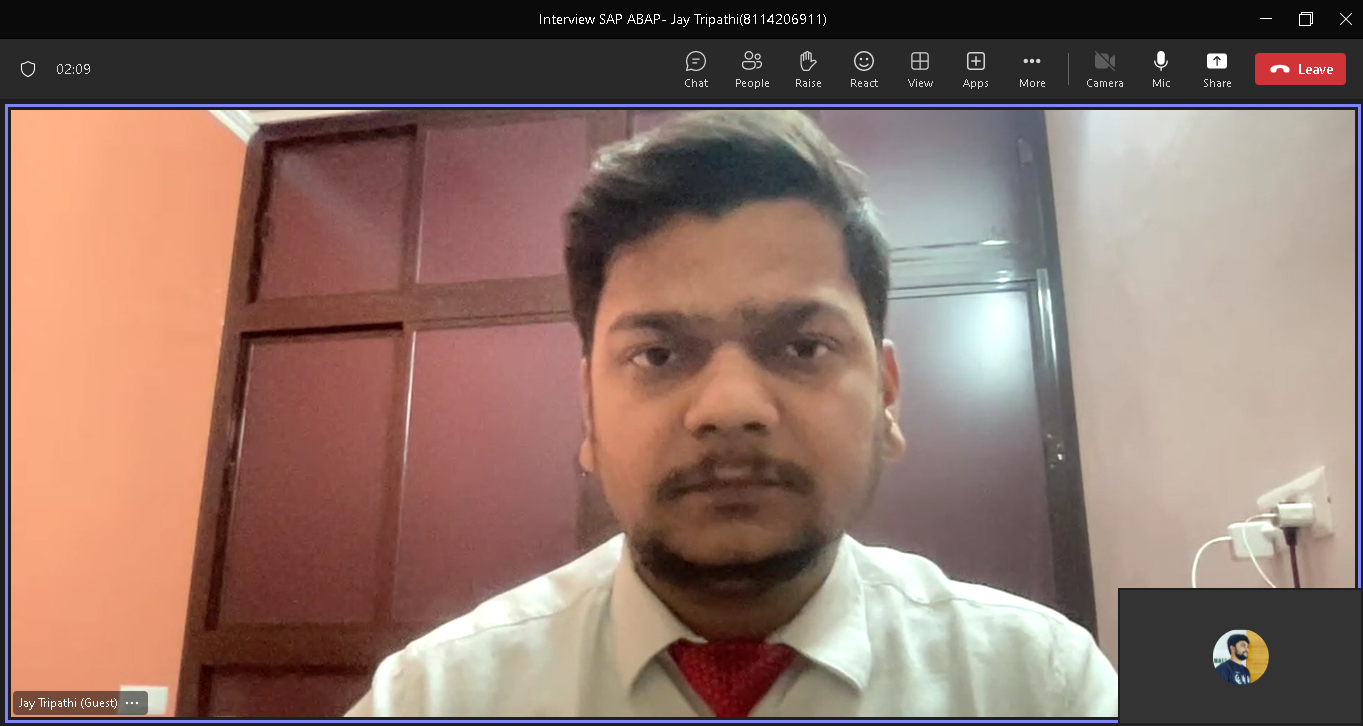 Interview SAP ABAP- Jay Tripathi(8114206911)
02:09
Chat People Raise React View Apps More Camera Mic Share Leave
Jay Tripathi (Guest)